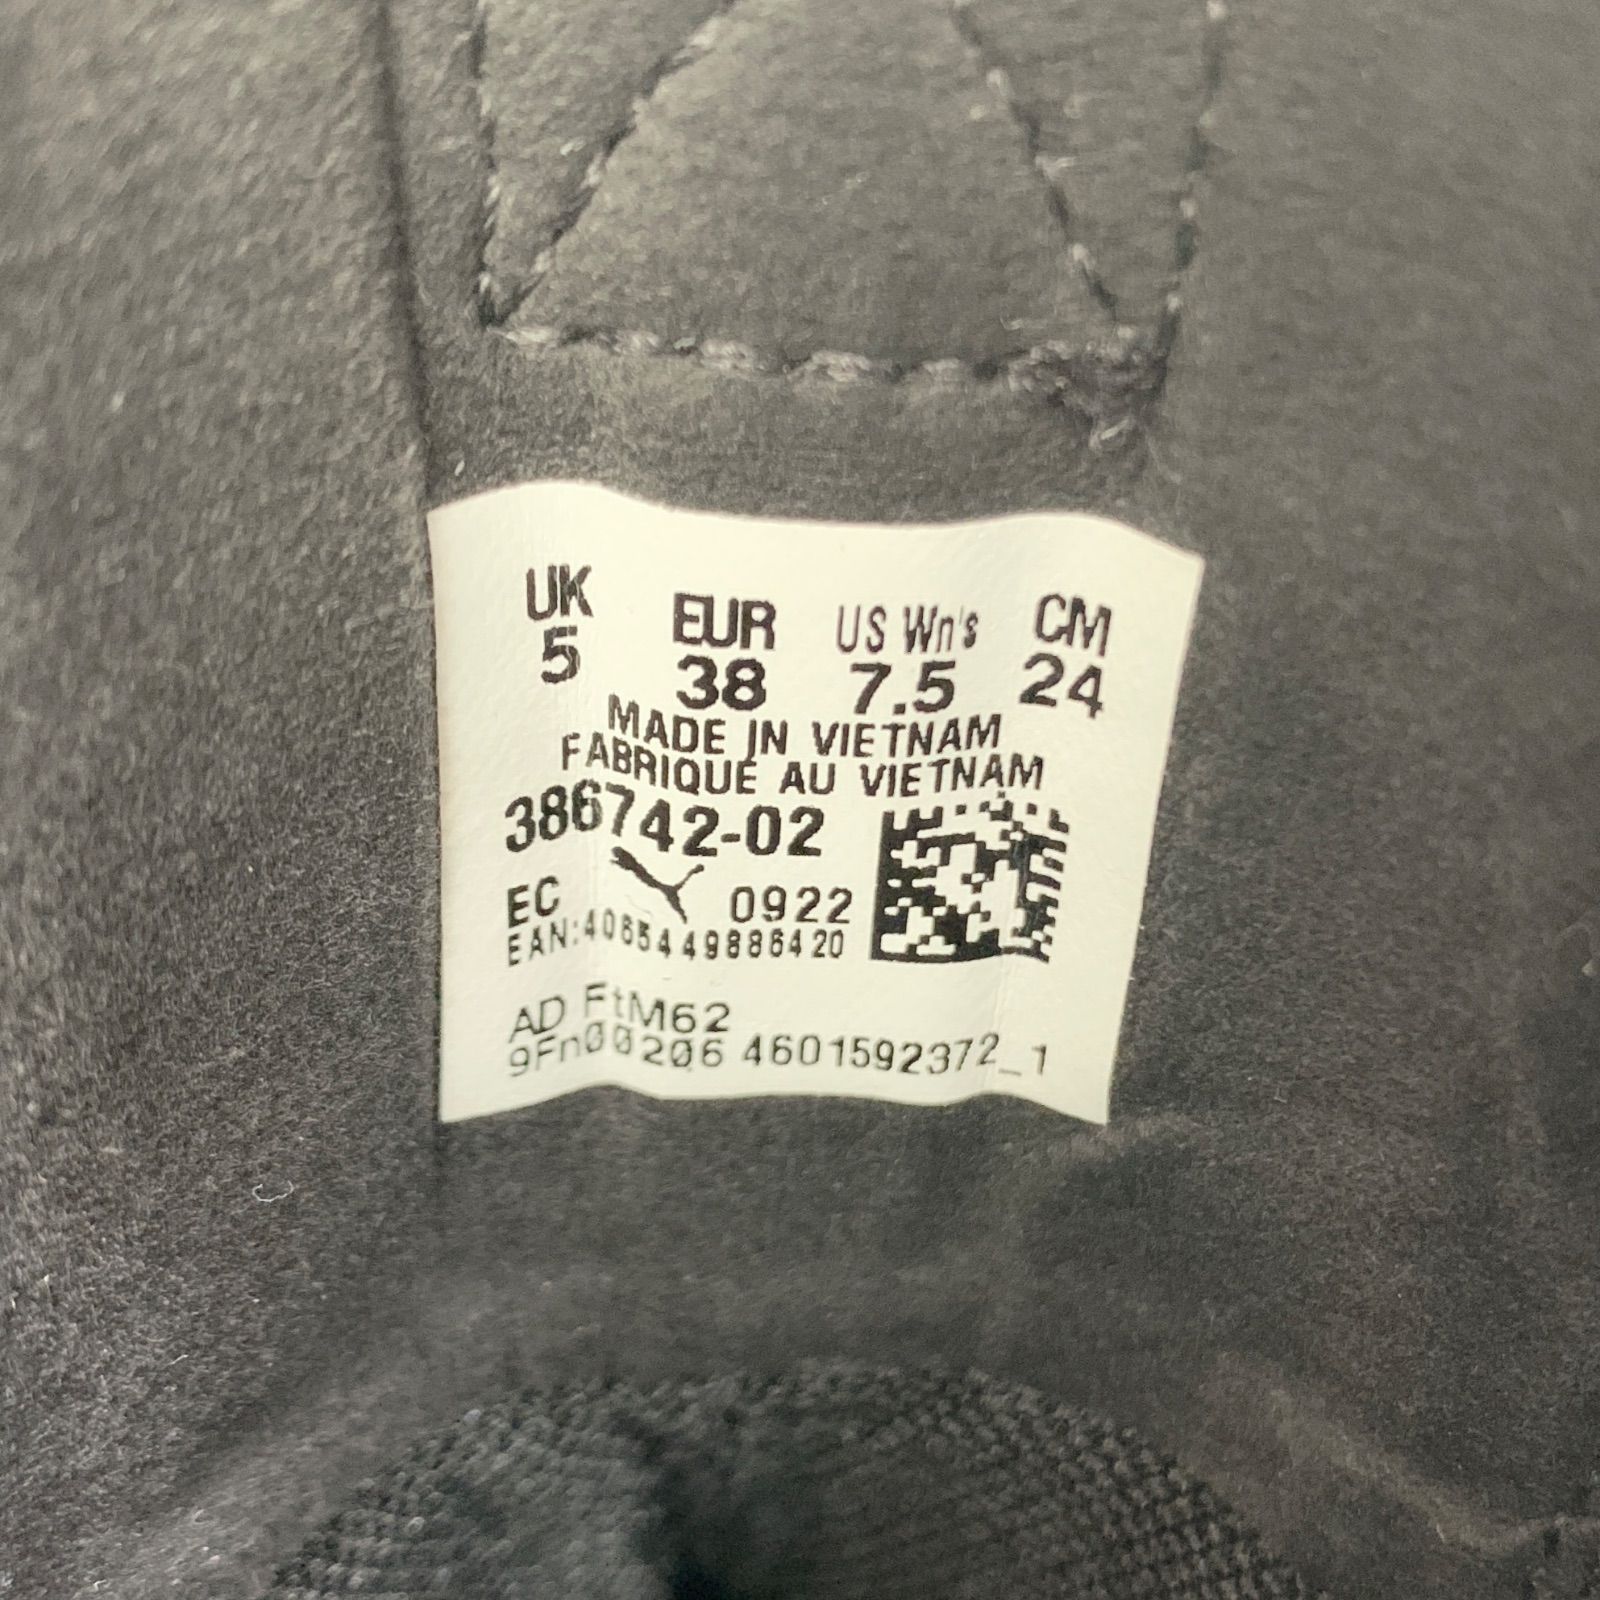 UK EUR US Wn's CM
5 38 7.5 24
MADE IN VIETNAM
FABRIQUE AU VIETNAM
386742-02
EC 0922
EAN:4065449886420
AD FtM62
9Fn00206 4601592372_1